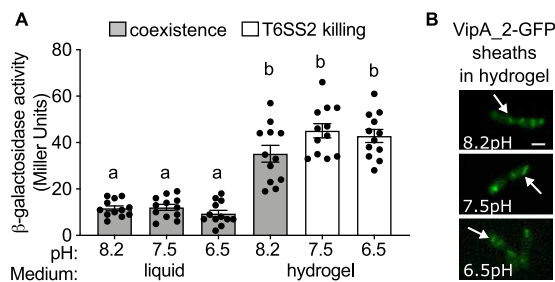 A
coexistence T6SS2 killing
β-galactosidase activity
(Miller Units)
80
60
40
20
0
a a a b b b
pH: 8.2 7.5 6.5 8.2 7.5 6.5
Medium: liquid hydrogel
B
VipA_2-GFP
sheaths
in hydrogel
8.2pH
7.5pH
6.5pH